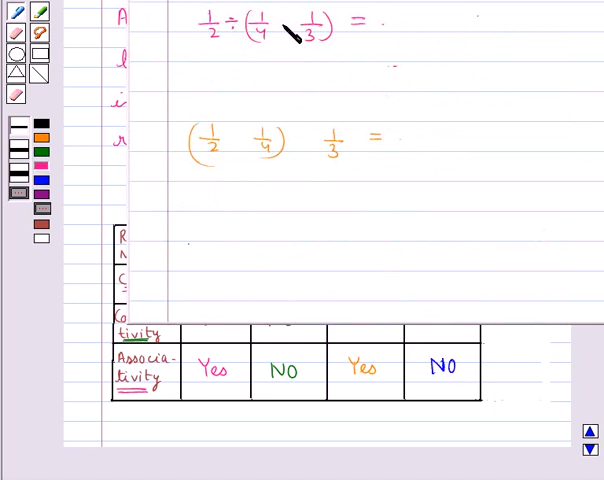 A 1/2 ÷ (1/4 1/3) =
l
i
r (1/2 1/4) 1/3 =
R
N
C
Co
tivity
Associa- Yes NO Yes NO
tivity